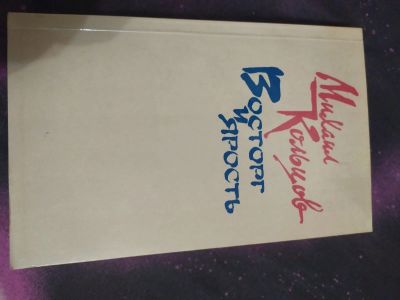 Михаил
Кольцов
Восторг
и
ярость